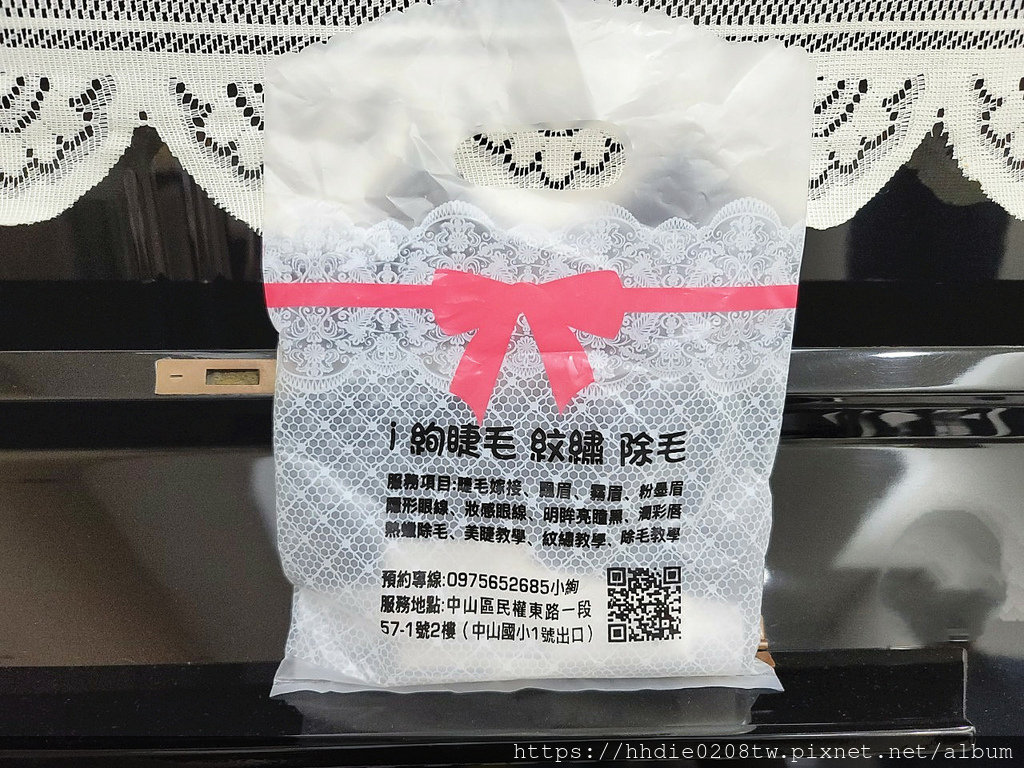 i 絢睫毛 紋繡 除毛
服務項目:睫毛嫁接、飄眉、霧眉、粉墨眉
隱形眼線、妝感眼線、明眸亮瞳黑、潤彩唇
熱蠟除毛、美睫教學、紋繡教學、除毛教學
預約專線:0975652685小絢
服務地點:中山區民權東路一段
57-1號2樓（中山國小1號出口）
https://hhdie0208tw.pixnet.net/album